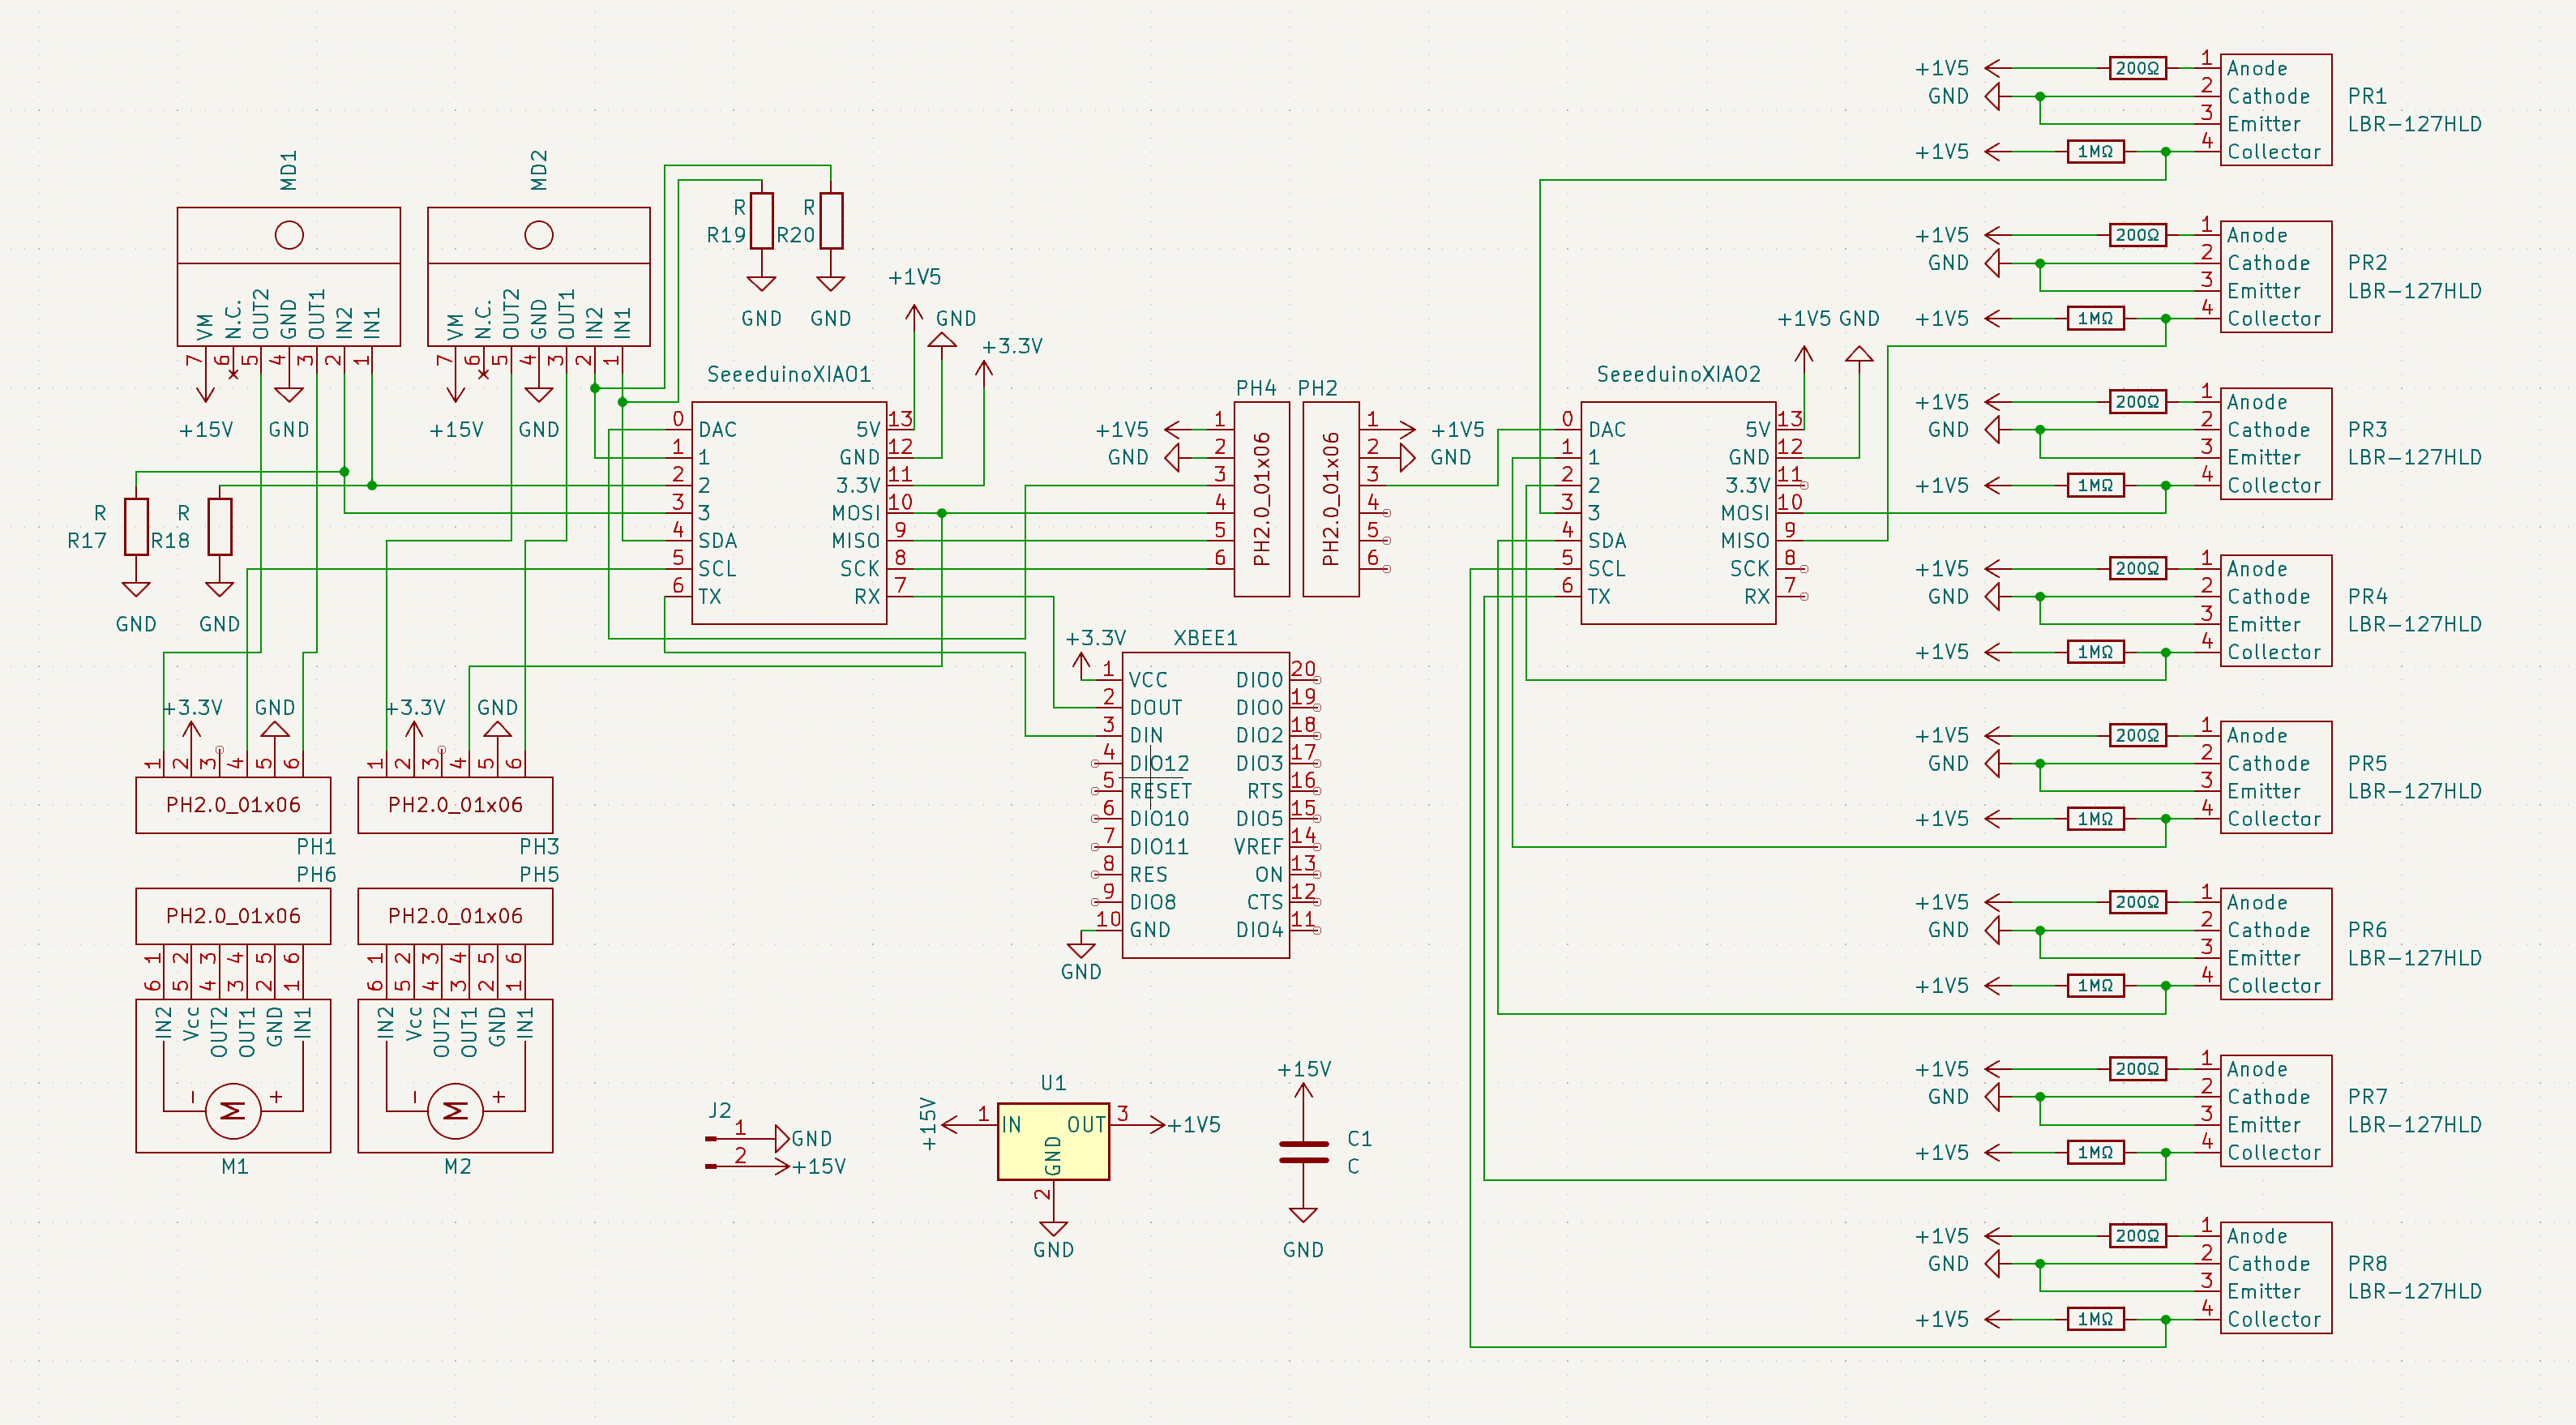 MD1
VM
N.C.
OUT2
GND
OUT1
IN2
IN1
7
6
5
4
3
2
1
+15V
GND
MD2
VM
N.C.
OUT2
GND
OUT1
IN2
IN1
7
6
5
4
3
2
1
+15V
GND
R
R17
GND
R
R18
GND
R
R19
GND
R
R20
GND
+1V5
GND
+3.3V
SeeeduinoXIAO1
0 DAC
1 1
2 2
3 3
4 SDA
5 SCL
6 TX
5V 13
GND 12
3.3V 11
MOSI 10
MISO 9
SCK 8
RX 7
PH4
+1V5 1
GND 2
3
4
5
6
PH2.0_01x06
PH2
PH2.0_01x06
1 +1V5
2 GND
3
4
5
6
+1V5 GND
SeeeduinoXIAO2
0 DAC
1 1
2 2
3 3
4 SDA
5 SCL
6 TX
5V 13
GND 12
3.3V 11
MOSI 10
MISO 9
SCK 8
RX 7
+3.3V
XBEE1
1 VCC
2 DOUT
3 DIN
4 DIO12
5 RESET
6 DIO10
7 DIO11
8 RES
9 DIO8
10 GND
GND
DIO0 20
DIO0 19
DIO2 18
DIO3 17
RTS 16
DIO5 15
VREF 14
ON 13
CTS 12
DIO4 11
+3.3V
GND
1 2 3 4 5 6
PH2.0_01x06
PH1
+3.3V
GND
1 2 3 4 5 6
PH2.0_01x06
PH3
PH6
PH2.0_01x06
1 2 3 4 5 6
6 5 4 3 2 1
IN2
Vcc
OUT2
OUT1
GND
IN1
- M +
M1
PH5
PH2.0_01x06
1 2 3 4 5 6
6 5 4 3 2 1
IN2
Vcc
OUT2
OUT1
GND
IN1
- M +
M2
J2
1 GND
2 +15V
U1
+15V 1 IN
OUT 3 +1V5
GND
2
GND
+15V
C1
C
GND
+1V5 200Ω 1 Anode
GND 2 Cathode
3 Emitter
+1V5 1MΩ 4 Collector
PR1
LBR-127HLD
+1V5 200Ω 1 Anode
GND 2 Cathode
3 Emitter
+1V5 1MΩ 4 Collector
PR2
LBR-127HLD
+1V5 200Ω 1 Anode
GND 2 Cathode
3 Emitter
+1V5 1MΩ 4 Collector
PR3
LBR-127HLD
+1V5 200Ω 1 Anode
GND 2 Cathode
3 Emitter
+1V5 1MΩ 4 Collector
PR4
LBR-127HLD
+1V5 200Ω 1 Anode
GND 2 Cathode
3 Emitter
+1V5 1MΩ 4 Collector
PR5
LBR-127HLD
+1V5 200Ω 1 Anode
GND 2 Cathode
3 Emitter
+1V5 1MΩ 4 Collector
PR6
LBR-127HLD
+1V5 200Ω 1 Anode
GND 2 Cathode
3 Emitter
+1V5 1MΩ 4 Collector
PR7
LBR-127HLD
+1V5 200Ω 1 Anode
GND 2 Cathode
3 Emitter
+1V5 1MΩ 4 Collector
PR8
LBR-127HLD